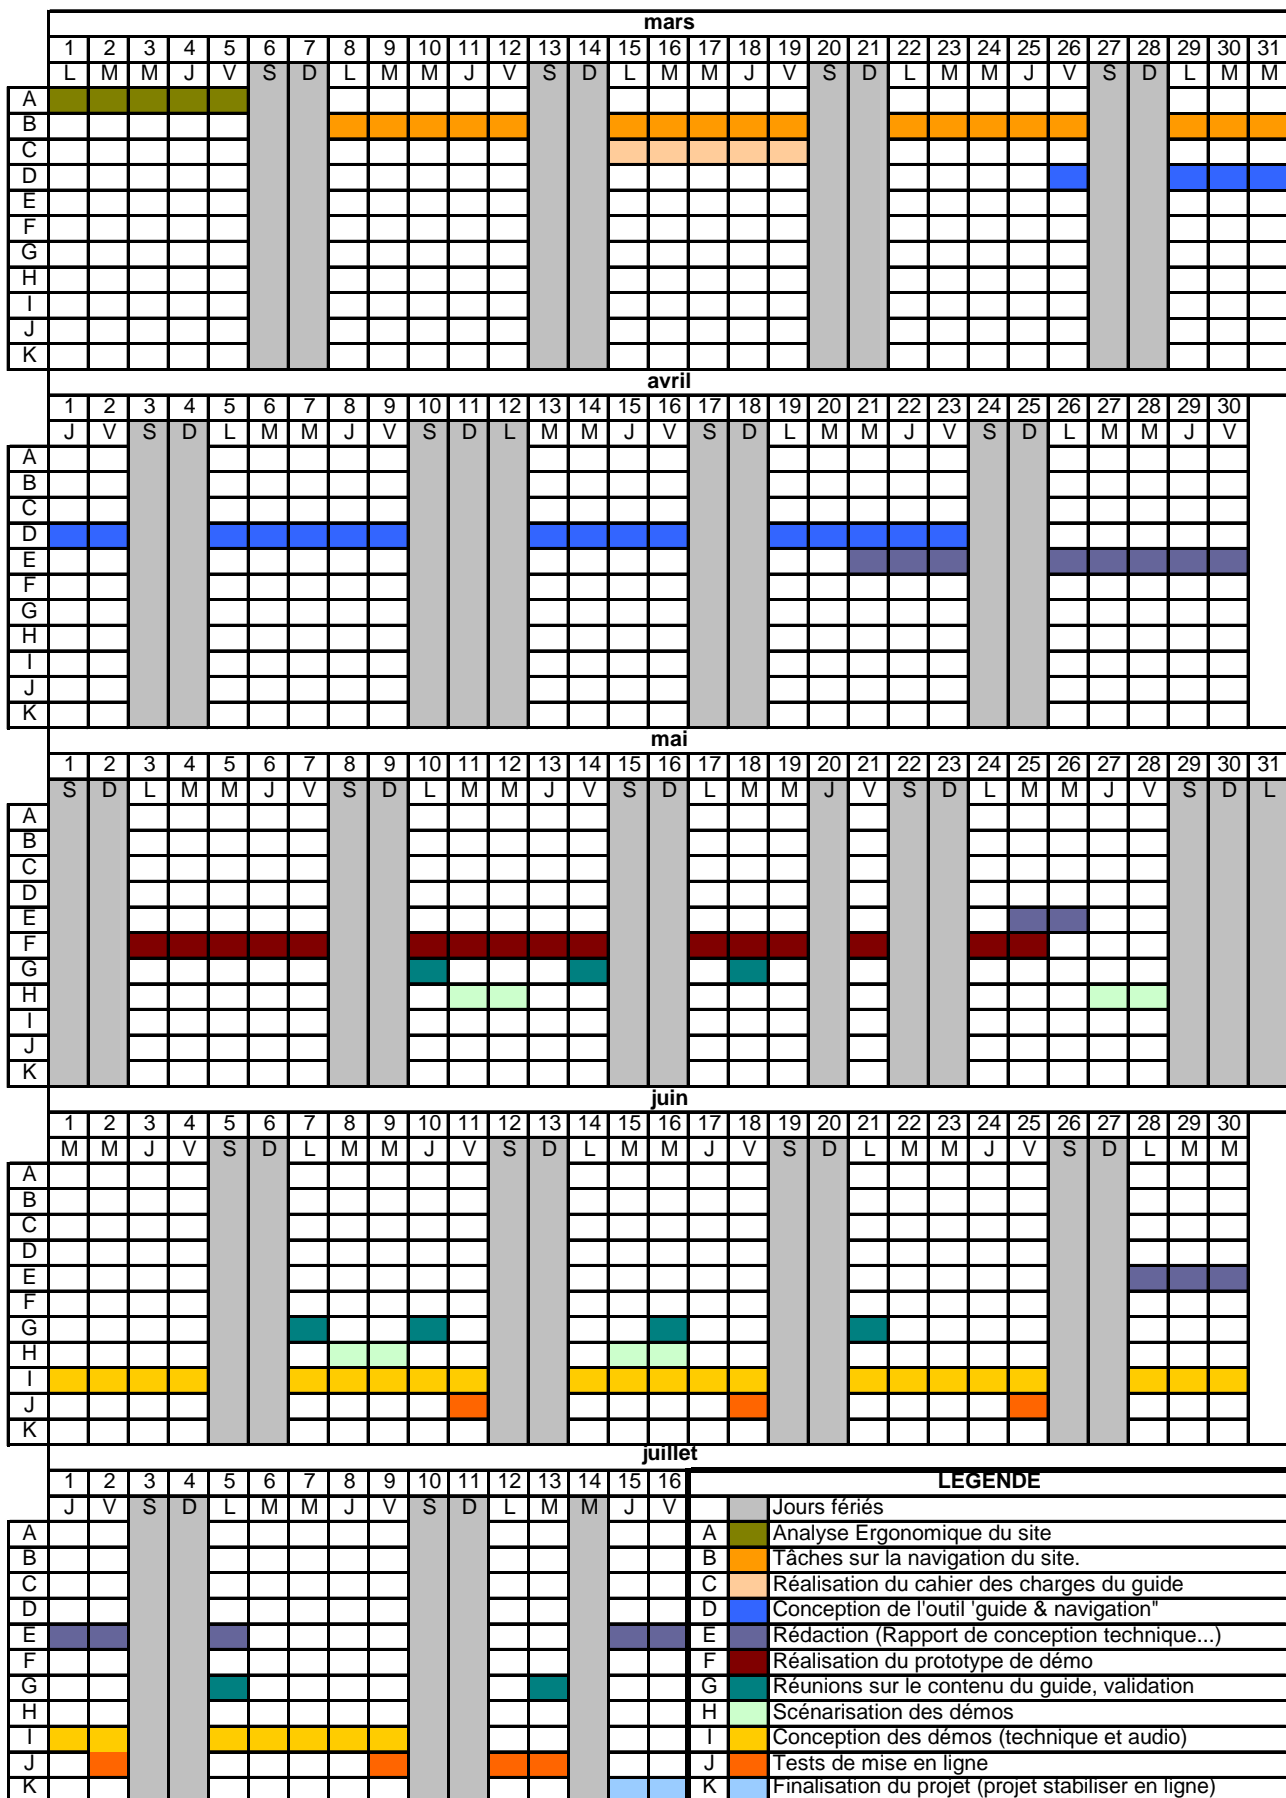 mars
1 2 3 4 5 6 7 8 9 10 11 12 13 14 15 16 17 18 19 20 21 22 23 24 25 26 27 28 29 30 31
L M M J V S D L M M J V S D L M M J V S D L M M J V S D L M M
A
B
C
D
E
F
G
H
I
J
K
avril
1 2 3 4 5 6 7 8 9 10 11 12 13 14 15 16 17 18 19 20 21 22 23 24 25 26 27 28 29 30
J V S D L M M J V S D L M M J V S D L M M J V S D L M M J V
A
B
C
D
E
F
G
H
I
J
K
mai
1 2 3 4 5 6 7 8 9 10 11 12 13 14 15 16 17 18 19 20 21 22 23 24 25 26 27 28 29 30 31
S D L M M J V S D L M M J V S D L M M J V S D L M M J V S D L
A
B
C
D
E
F
G
H
I
J
K
juin
1 2 3 4 5 6 7 8 9 10 11 12 13 14 15 16 17 18 19 20 21 22 23 24 25 26 27 28 29 30
M M J V S D L M M J V S D L M M J V S D L M M J V S D L M M
A
B
C
D
E
F
G
H
I
J
K
juillet
1 2 3 4 5 6 7 8 9 10 11 12 13 14 15 16 LEGENDE
J V S D L M M J V S D L M M J V Jours fériés
A A Analyse Ergonomique du site
B B Tâches sur la navigation du site.
C C Réalisation du cahier des charges du guide
D D Conception de l'outil 'guide & navigation"
E E Rédaction (Rapport de conception technique...)
F F Réalisation du prototype de démo
G G Réunions sur le contenu du guide, validation
H H Scénarisation des démos
I I Conception des démos (technique et audio)
J J Tests de mise en ligne
K K Finalisation du projet (projet stabiliser en ligne)